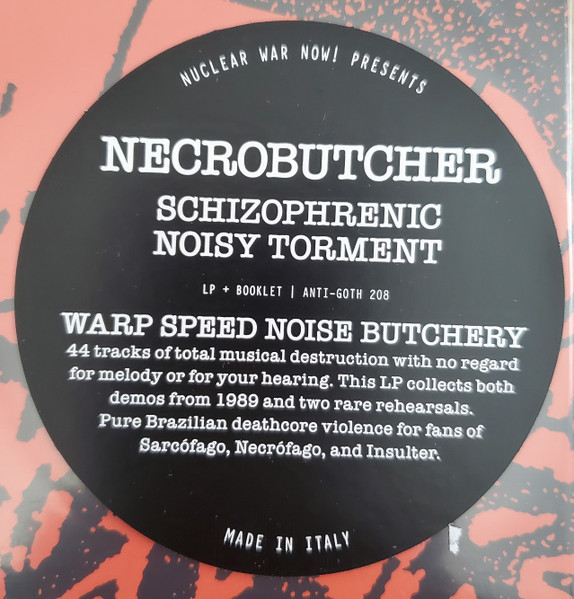 NUCLEAR WAR NOW! PRESENTS
NECROBUTCHER
SCHIZOPHRENIC
NOISY TORMENT
LP + BOOKLET | ANTI-GOTH 208
WARP SPEED NOISE BUTCHERY
44 tracks of total musical destruction with no regard
for melody or for your hearing. This LP collects both
demos from 1989 and two rare rehearsals.
Pure Brazilian deathcore violence for fans of
Sarcófago, Necrófago, and Insulter.
MADE IN ITALY